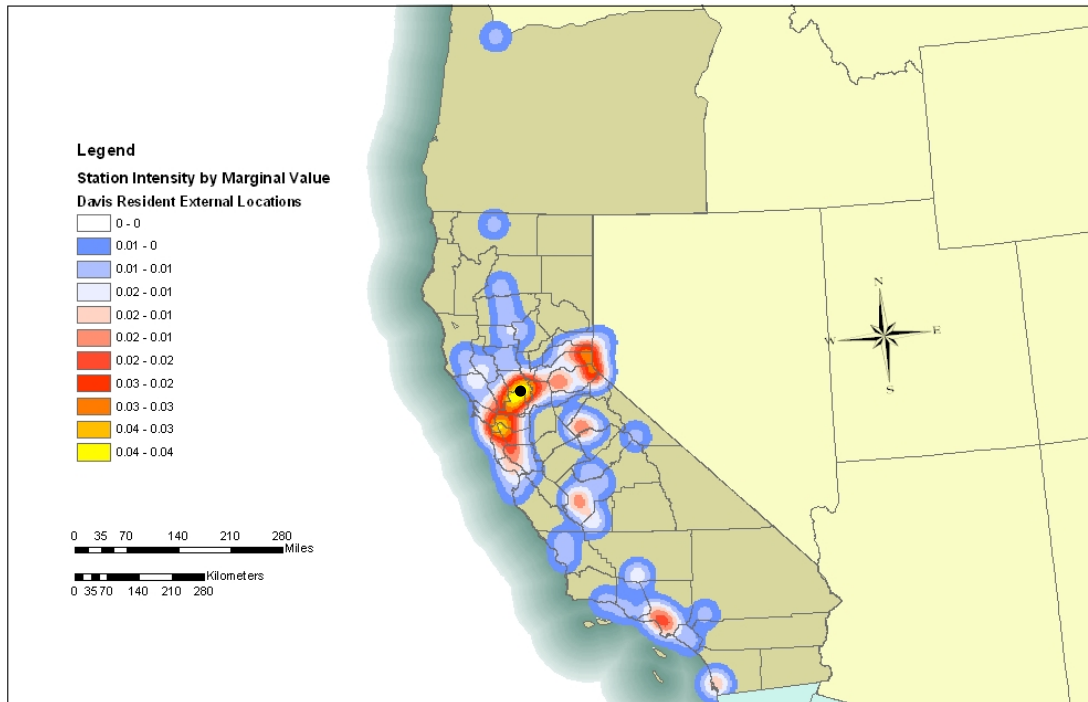 Legend
Station Intensity by Marginal Value
Davis Resident External Locations
0 - 0
0.01 - 0
0.01 - 0.01
0.02 - 0.01
0.02 - 0.01
0.02 - 0.01
0.02 - 0.02
0.03 - 0.02
0.03 - 0.03
0.04 - 0.03
0.04 - 0.04
N
W E
S
0 35 70 140 210 280
Miles
Kilometers
0 35 70 140 210 280